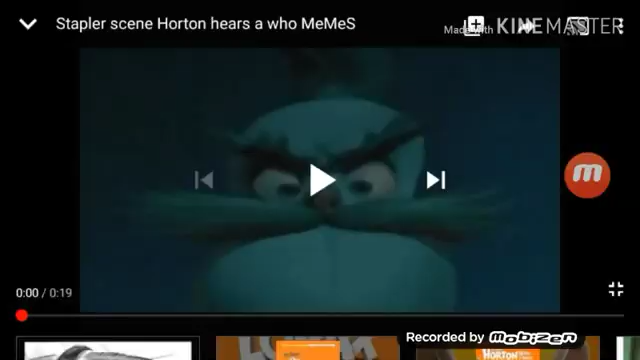 Stapler scene Horton hears a who MeMeS
Made with KINEMASTER
0:00 / 0:19
Recorded by MOBIZEN
HORTON